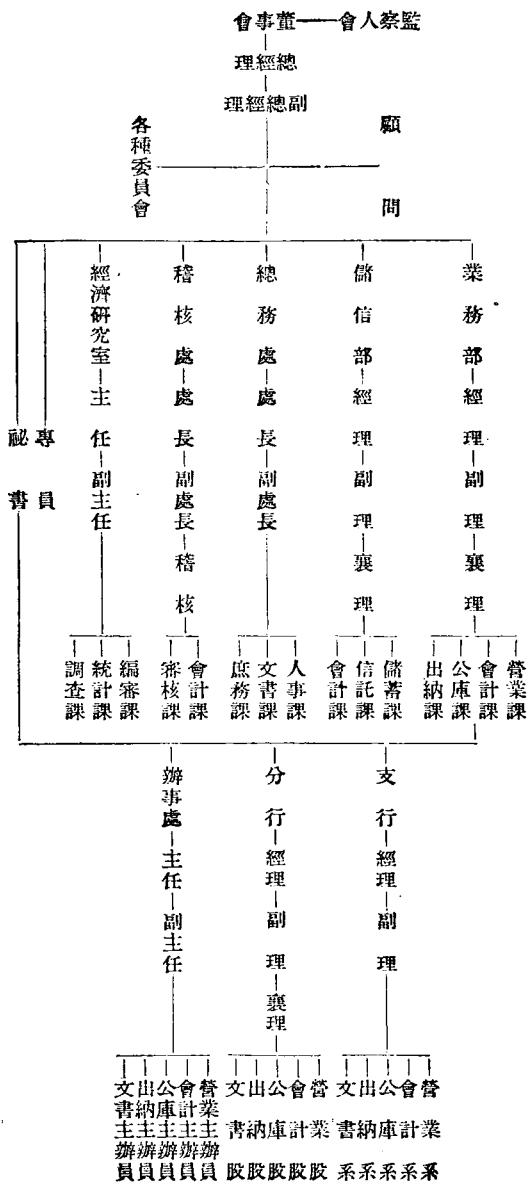 監察人會——董事會
總經理
副總經理
顧問
各種委員會
業務部—經理—副理—襄理
營業課
會計課
公庫課
出納課
儲信部—經理—副理—襄理
儲蓄課
信託課
會計課
總務處—處長—副處長
人事課
文書課
庶務課
稽核處—處長—副處長—稽核
會計課
審核課
經濟研究室—主任—副主任
編審課
統計課
調查課
專員
祕書
支行—經理—副理
營業系
會計系
公庫系
出納系
文書系
分行—經理—副理—襄理
營業股
會計股
公庫股
出納股
文書股
辦事處—主任—副主任
營業主辦員
會計主辦員
公庫主辦員
出納主辦員
文書主辦員